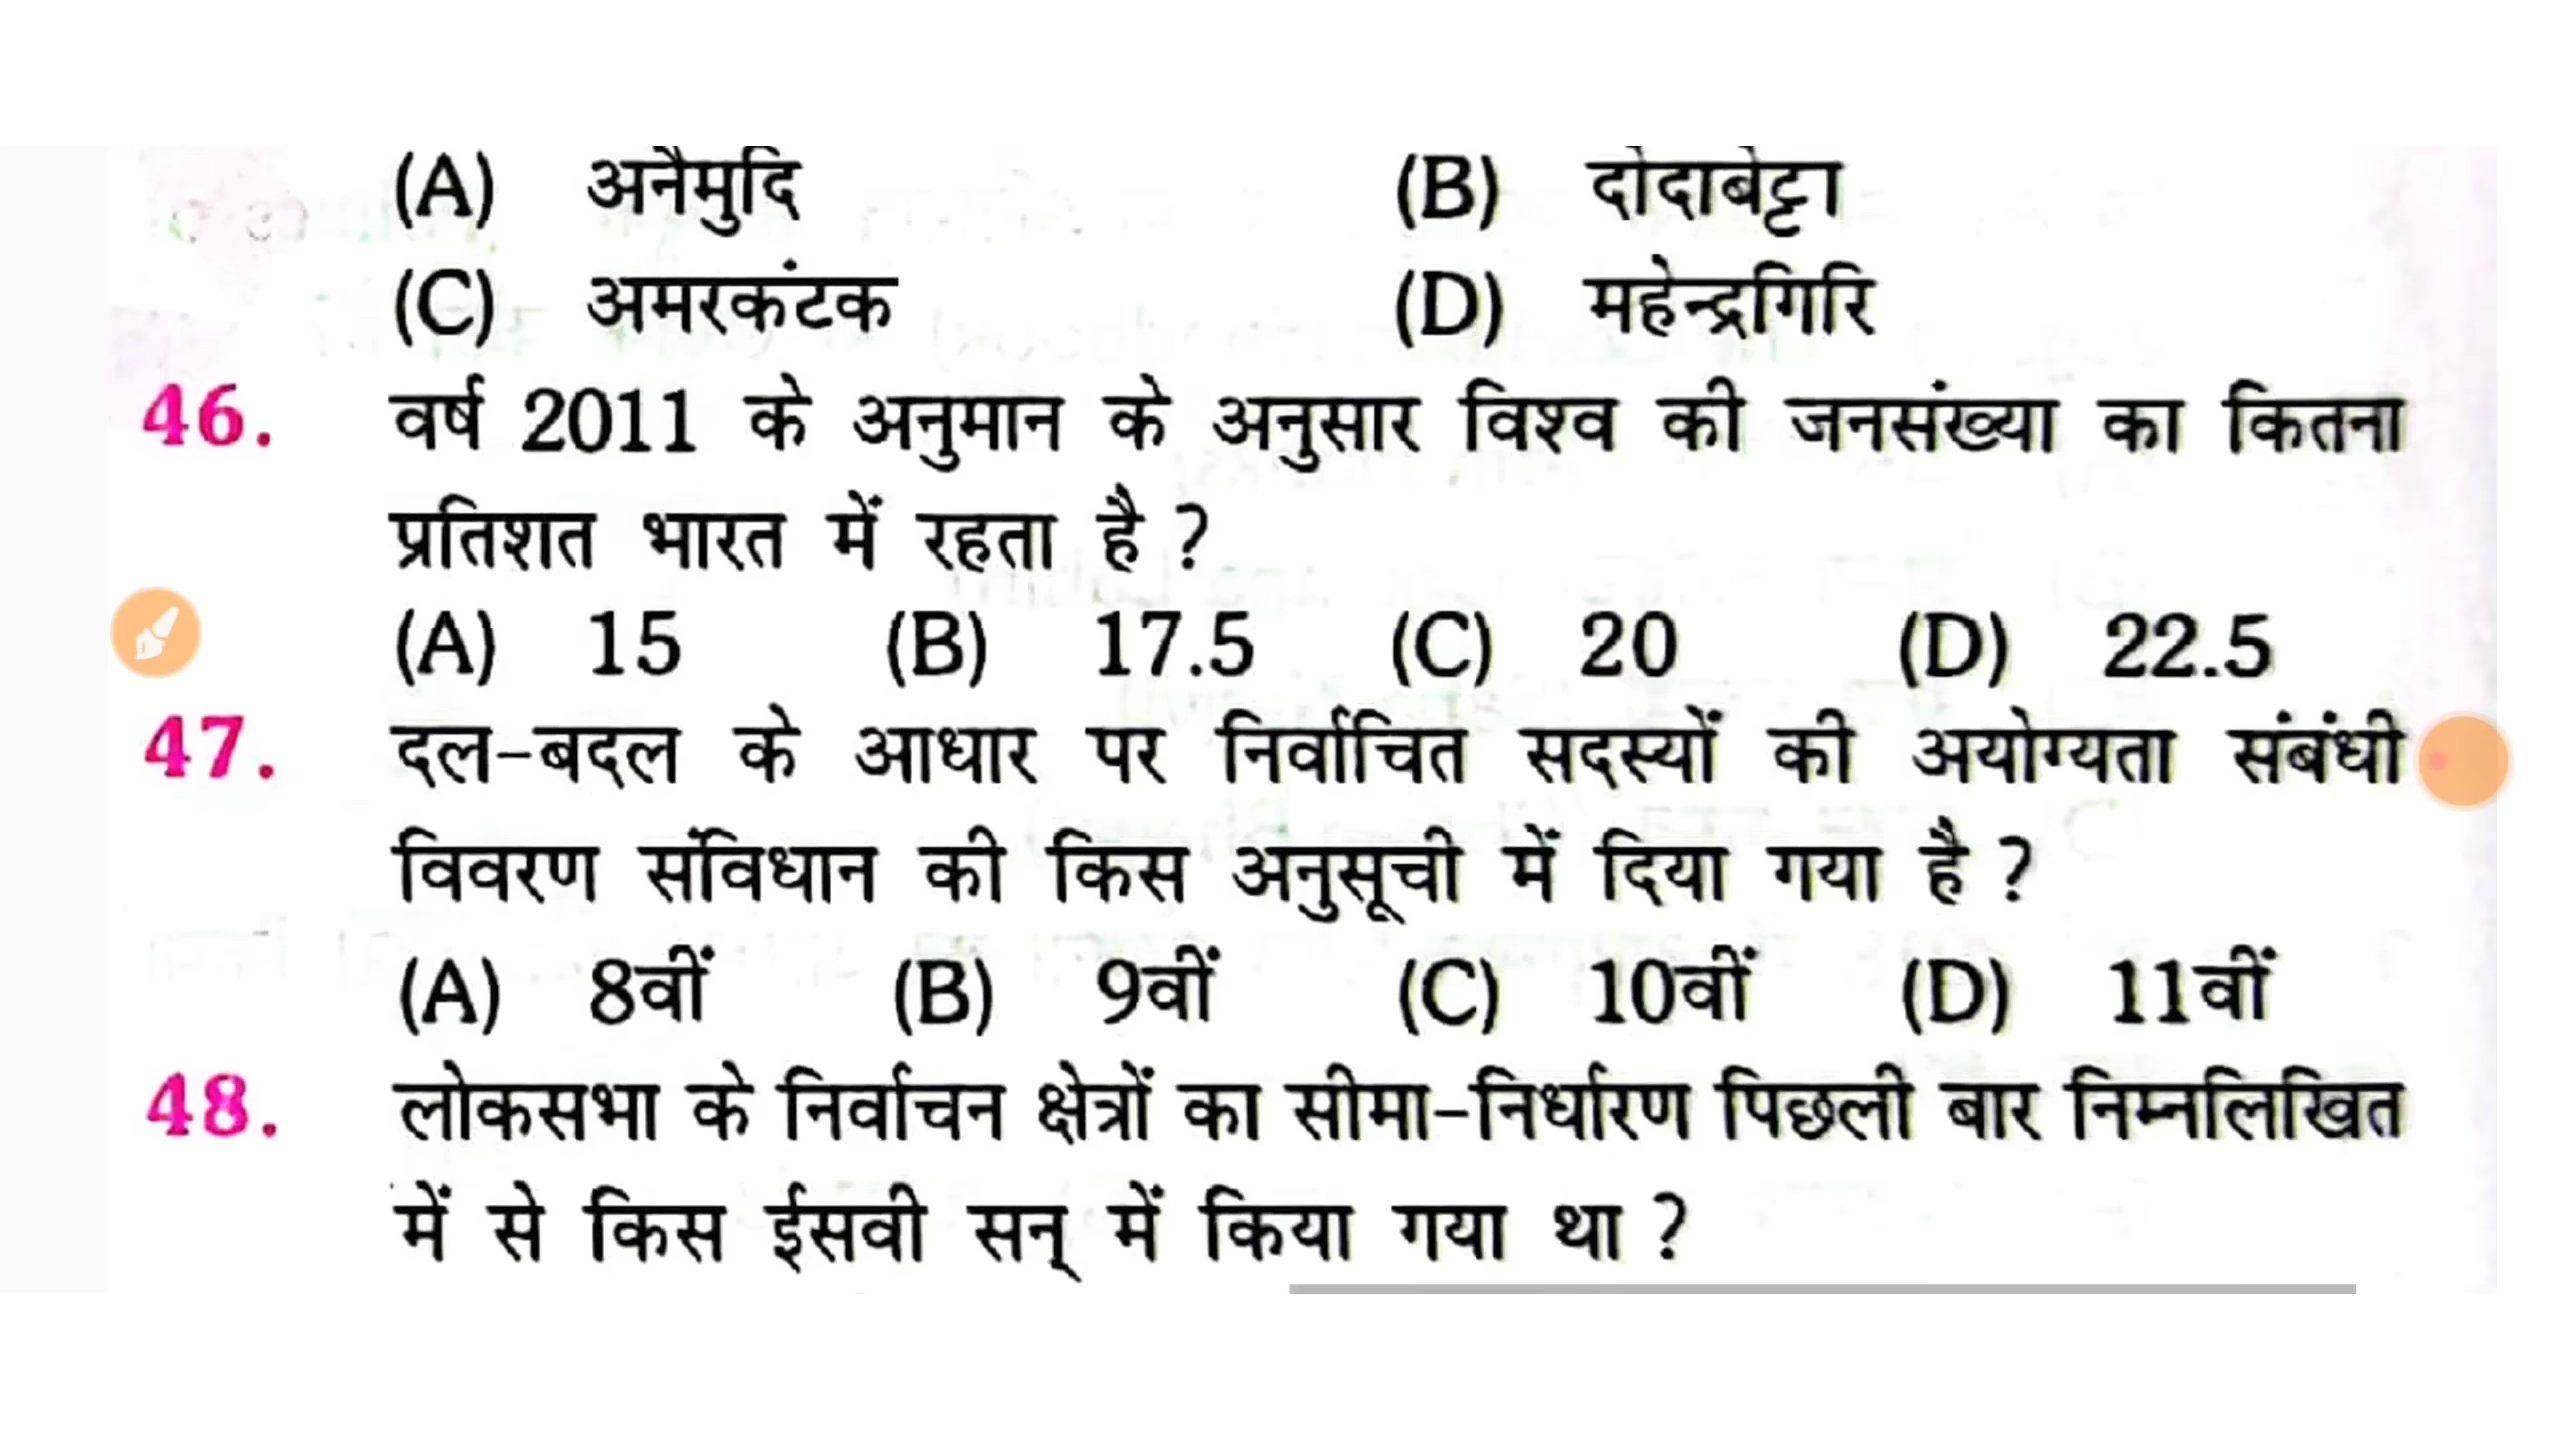 (A) अनैमुदि (B) दोदाबेट्टा
(C) अमरकंटक (D) महेन्द्रगिरि
46. वर्ष 2011 के अनुमान के अनुसार विश्व की जनसंख्या का कितना
प्रतिशत भारत में रहता है ?
(A) 15 (B) 17.5 (C) 20 (D) 22.5
47. दल-बदल के आधार पर निर्वाचित सदस्यों की अयोग्यता संबंधी
विवरण संविधान की किस अनुसूची में दिया गया है ?
(A) 8वीं (B) 9वीं (C) 10वीं (D) 11वीं
48. लोकसभा के निर्वाचन क्षेत्रों का सीमा-निर्धारण पिछली बार निम्नलिखित
में से किस ईसवी सन् में किया गया था ?